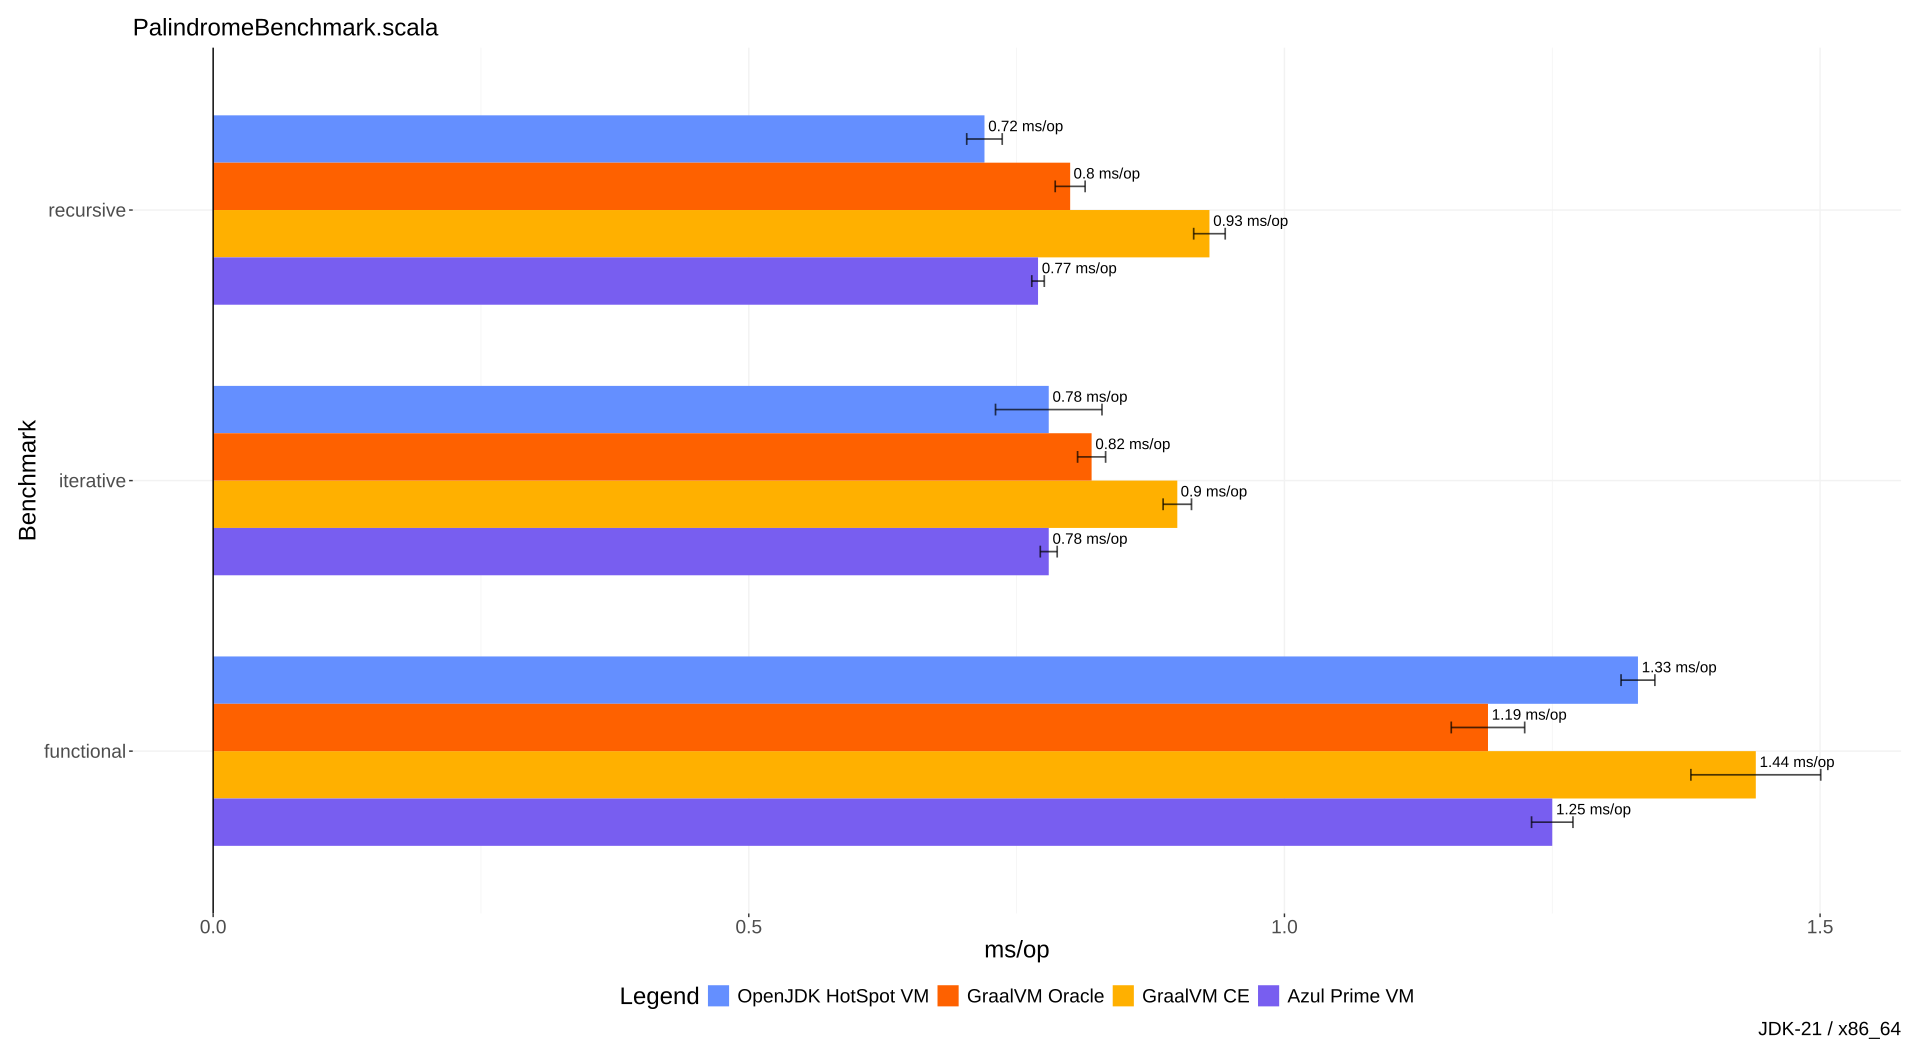 PalindromeBenchmark.scala
Benchmark
recursive
0.72 ms/op
0.8 ms/op
0.93 ms/op
0.77 ms/op
iterative
0.78 ms/op
0.82 ms/op
0.9 ms/op
0.78 ms/op
functional
1.33 ms/op
1.19 ms/op
1.44 ms/op
1.25 ms/op
0.0 0.5 1.0 1.5
ms/op
Legend OpenJDK HotSpot VM GraalVM Oracle GraalVM CE Azul Prime VM
JDK-21 / x86_64